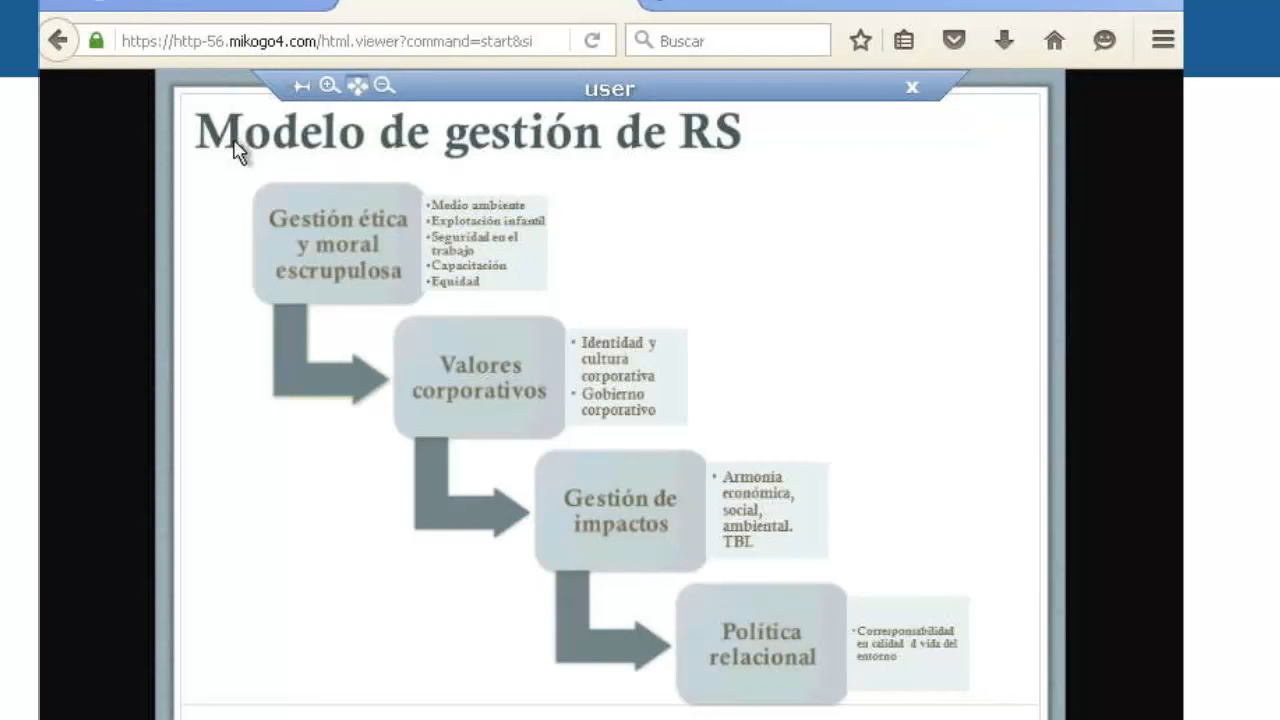 https://http-56.mikogo4.com/html.viewer?command=start&si
Buscar
user
x
Modelo de gestión de RS
Gestión ética
y moral
escrupulosa
•Medio ambiente
•Explotación infantil
•Seguridad en el
trabajo
•Capacitación
•Equidad
Valores
corporativos
• Identidad y
cultura
corporativa
• Gobierno
corporativo
Gestión de
impactos
• Armonía
económica,
social,
ambiental.
TBL
Política
relacional
•Corresponsabilidad
en calidad d vida del
entorno